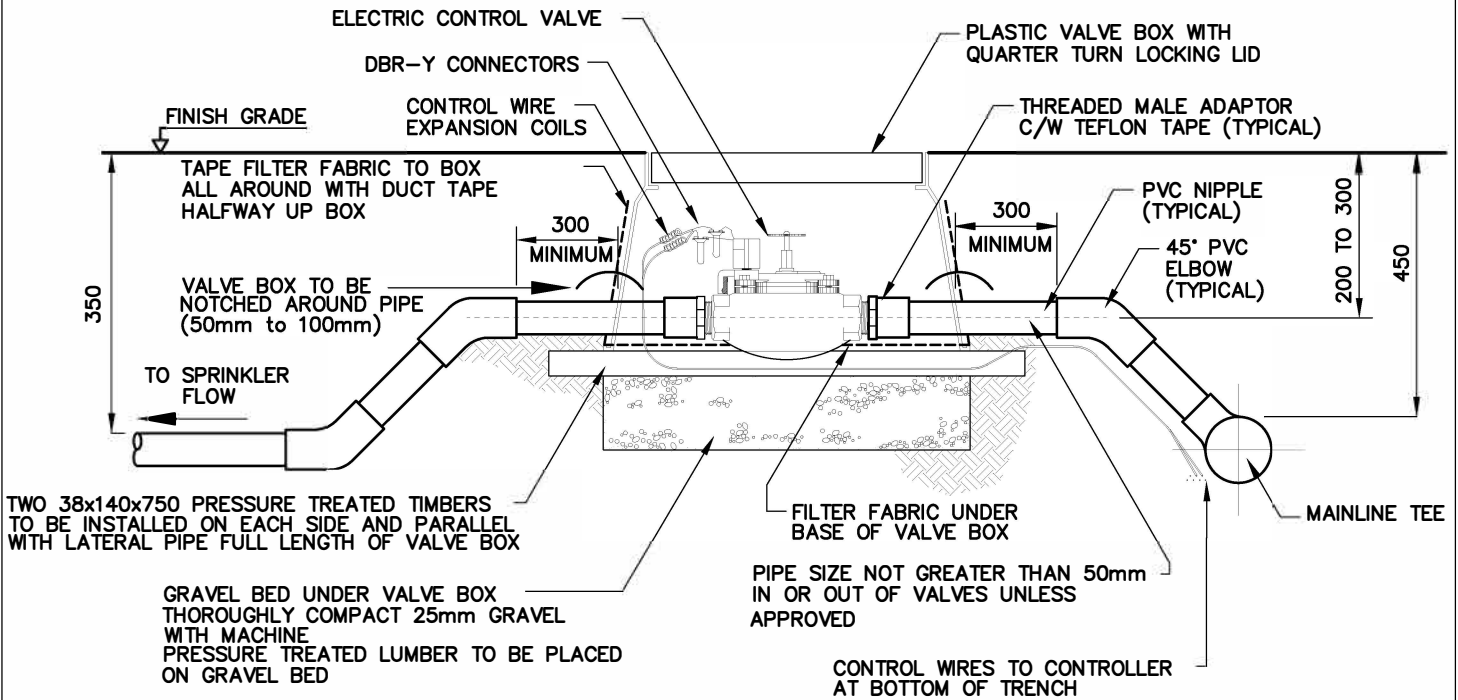 ELECTRIC CONTROL VALVE
PLASTIC VALVE BOX WITH
QUARTER TURN LOCKING LID
DBR-Y CONNECTORS
CONTROL WIRE
EXPANSION COILS
THREADED MALE ADAPTOR
C/W TEFLON TAPE (TYPICAL)
FINISH GRADE
TAPE FILTER FABRIC TO BOX
ALL AROUND WITH DUCT TAPE
HALFWAY UP BOX
300
MINIMUM
300
MINIMUM
PVC NIPPLE
(TYPICAL)
45° PVC
ELBOW
(TYPICAL)
200 TO 300
450
350
VALVE BOX TO BE
NOTCHED AROUND PIPE
(50mm to 100mm)
TO SPRINKLER
FLOW
TWO 38x140x750 PRESSURE TREATED TIMBERS
TO BE INSTALLED ON EACH SIDE AND PARALLEL
WITH LATERAL PIPE FULL LENGTH OF VALVE BOX
FILTER FABRIC UNDER
BASE OF VALVE BOX
MAINLINE TEE
GRAVEL BED UNDER VALVE BOX
THOROUGHLY COMPACT 25mm GRAVEL
WITH MACHINE
PRESSURE TREATED LUMBER TO BE PLACED
ON GRAVEL BED
PIPE SIZE NOT GREATER THAN 50mm
IN OR OUT OF VALVES UNLESS
APPROVED
CONTROL WIRES TO CONTROLLER
AT BOTTOM OF TRENCH